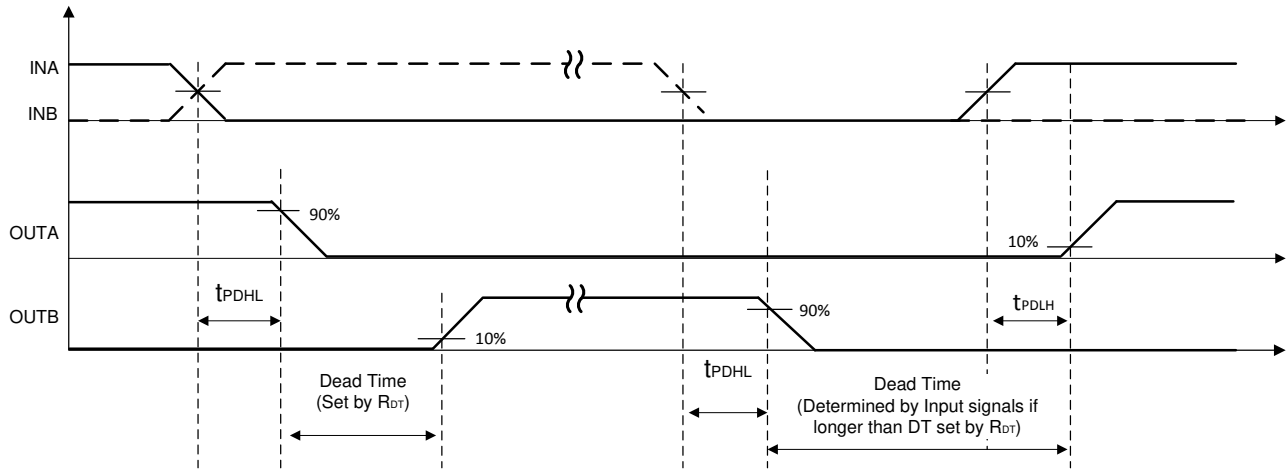 INA
INB
OUTA
90%
10%
tPDHL
tPDLH
OUTB
90%
10%
tPDHL
Dead Time
(Set by RDT)
Dead Time
(Determined by Input signals if
longer than DT set by RDT)